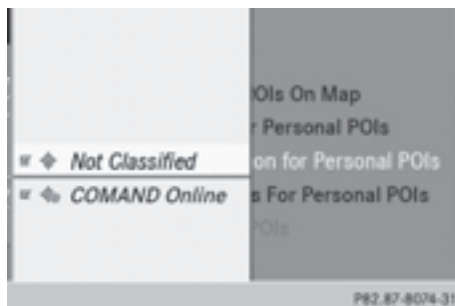 OIs On Map
r Personal POIs
Not Classified
on for Personal POIs
COMAND Online
s For Personal POIs
POIs
P82.87-8074-31